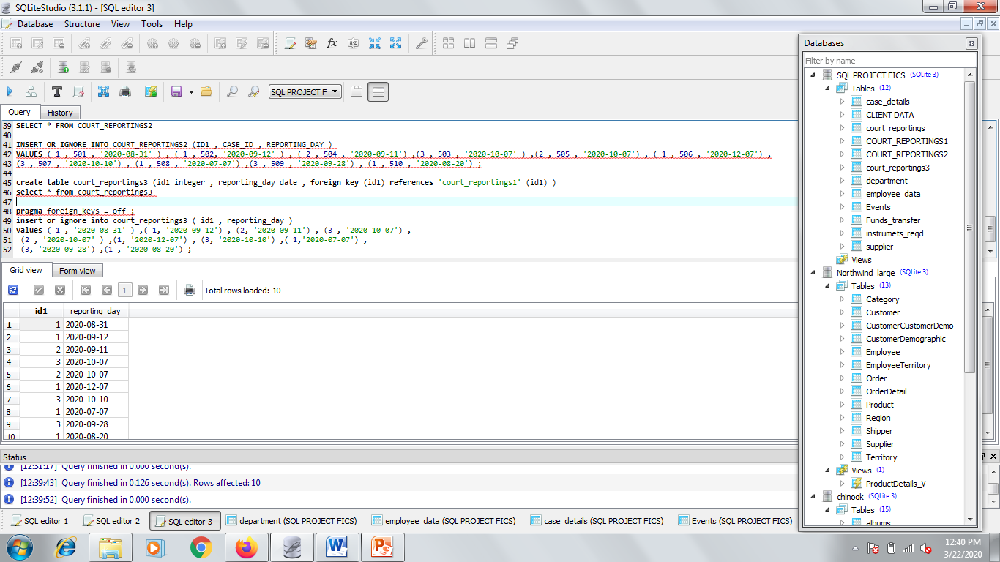 SQLiteStudio (3.1.1) - [SQL editor 3]
Database Structure View Tools Help
SQL PROJECT F
Query History
39 SELECT * FROM COURT_REPORTINGS2
40
41 INSERT OR IGNORE INTO COURT_REPORTINGS2 (ID1 , CASE_ID , REPORTING_DAY )
42 VALUES ( 1 , 501 , '2020-08-31' ) , ( 1 , 502, '2020-09-12' ) , ( 2 , 504 , '2020-09-11') ,(3 , 503 , '2020-10-07' ) ,(2 , 505 , '2020-10-07') , ( 1 , 506 , '2020-12-07') ,
43 (3 , 507 , '2020-10-10') , (1 , 508 , '2020-07-07') ,(3 , 509 , '2020-09-28') , (1 , 510 , '2020-08-20') ;
44
45 create table court_reportings3 (id1 integer , reporting_day date , foreign key (id1) references 'court_reportings1' (id1) )
46 select * from court_reportings3
47
48 pragma foreign_keys = off ;
49 insert or ignore into court_reportings3 ( id1 , reporting_day )
50 values ( 1 , '2020-08-31' ) ,( 1, '2020-09-12') , (2, '2020-09-11') , (3 , '2020-10-07') ,
51 (2 , '2020-10-07' ) ,(1, '2020-12-07') , (3, '2020-10-10') ,( 1,'2020-07-07') ,
52 (3, '2020-09-28') ,(1 , '2020-08-20') ;
Grid view Form view
1 Total rows loaded: 10
id1 reporting_day
1 1 2020-08-31
2 1 2020-09-12
3 2 2020-09-11
4 3 2020-10-07
5 2 2020-10-07
6 1 2020-12-07
7 3 2020-10-10
8 1 2020-07-07
9 3 2020-09-28
10 1 2020-08-20
Status
[12:31:17] Query finished in 0.000 second(s).
[12:39:43] Query finished in 0.126 second(s). Rows affected: 10
[12:39:52] Query finished in 0.000 second(s).
SQL editor 1 SQL editor 2 SQL editor 3 department (SQL PROJECT FICS) employee_data (SQL PROJECT FICS) case_details (SQL PROJECT FICS) Events (SQL PROJECT FICS)
Databases
Filter by name
SQL PROJECT FICS (SQLite 3)
Tables (12)
case_details
CLIENT DATA
court_reportings
COURT_REPORTINGS1
COURT_REPORTINGS2
court_reportings3
department
employee_data
Events
Funds_transfer
instrumets_reqd
supplier
Views
Northwind_large (SQLite 3)
Tables (13)
Category
Customer
CustomerCustomerDemo
CustomerDemographic
Employee
EmployeeTerritory
Order
OrderDetail
Product
Region
Shipper
Supplier
Territory
Views (1)
ProductDetails_V
chinook (SQLite 3)
Tables (15)
albums
12:40 PM
3/22/2020